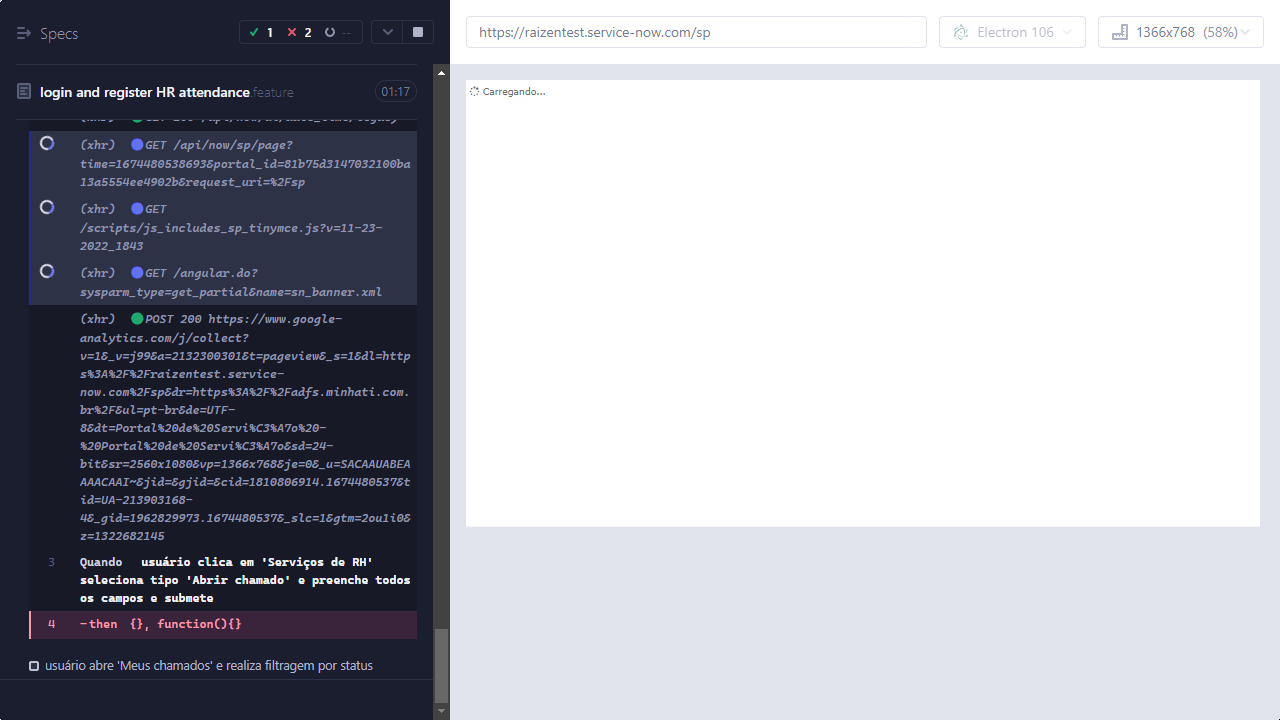 Specs
1
2
--
login and register HR attendance feature
01:17
(xhr) GET /api/now/sp/page?
time=1674480538693&portal_id=81b75d3147032100ba
13a5554ee4902b&request_uri=%2Fsp
(xhr) GET
/scripts/js_includes_sp_tinymce.js?v=11-23-
2022_1843
(xhr) GET /angular.do?
sysparm_type=get_partial&name=sn_banner.xml
(xhr) POST 200 https://www.google-
analytics.com/j/collect?
v=1&_v=j99&a=2132300301&t=pageview&_s=1&dl=http
s%3A%2F%2Fraizentest.service-
now.com%2Fsp&dr=https%3A%2F%2Fadfs.minhati.com.
br%2F&ul=pt-br&de=UTF-
8&dt=Portal%20de%20Servi%C3%A7o%20-
%20Portal%20de%20Servi%C3%A7o&sd=24-
bit&sr=2560x1080&vp=1366x768&je=0&_u=SACAAUABEA
AAACAAI~&jid=&gjid=&cid=1810806914.1674480537&t
id=UA-213903168-
4&_gid=1962829973.1674480537&_slc=1&gtm=2ou1i0&
z=1322682145
3 Quando usuário clica em 'Serviços de RH'
seleciona tipo 'Abrir chamado' e preenche todos
os campos e submete
4 -then {}, function(){}
usuário abre 'Meus chamados' e realiza filtragem por status
https://raizentest.service-now.com/sp
Electron 106
1366x768 (58%)
Carregando...